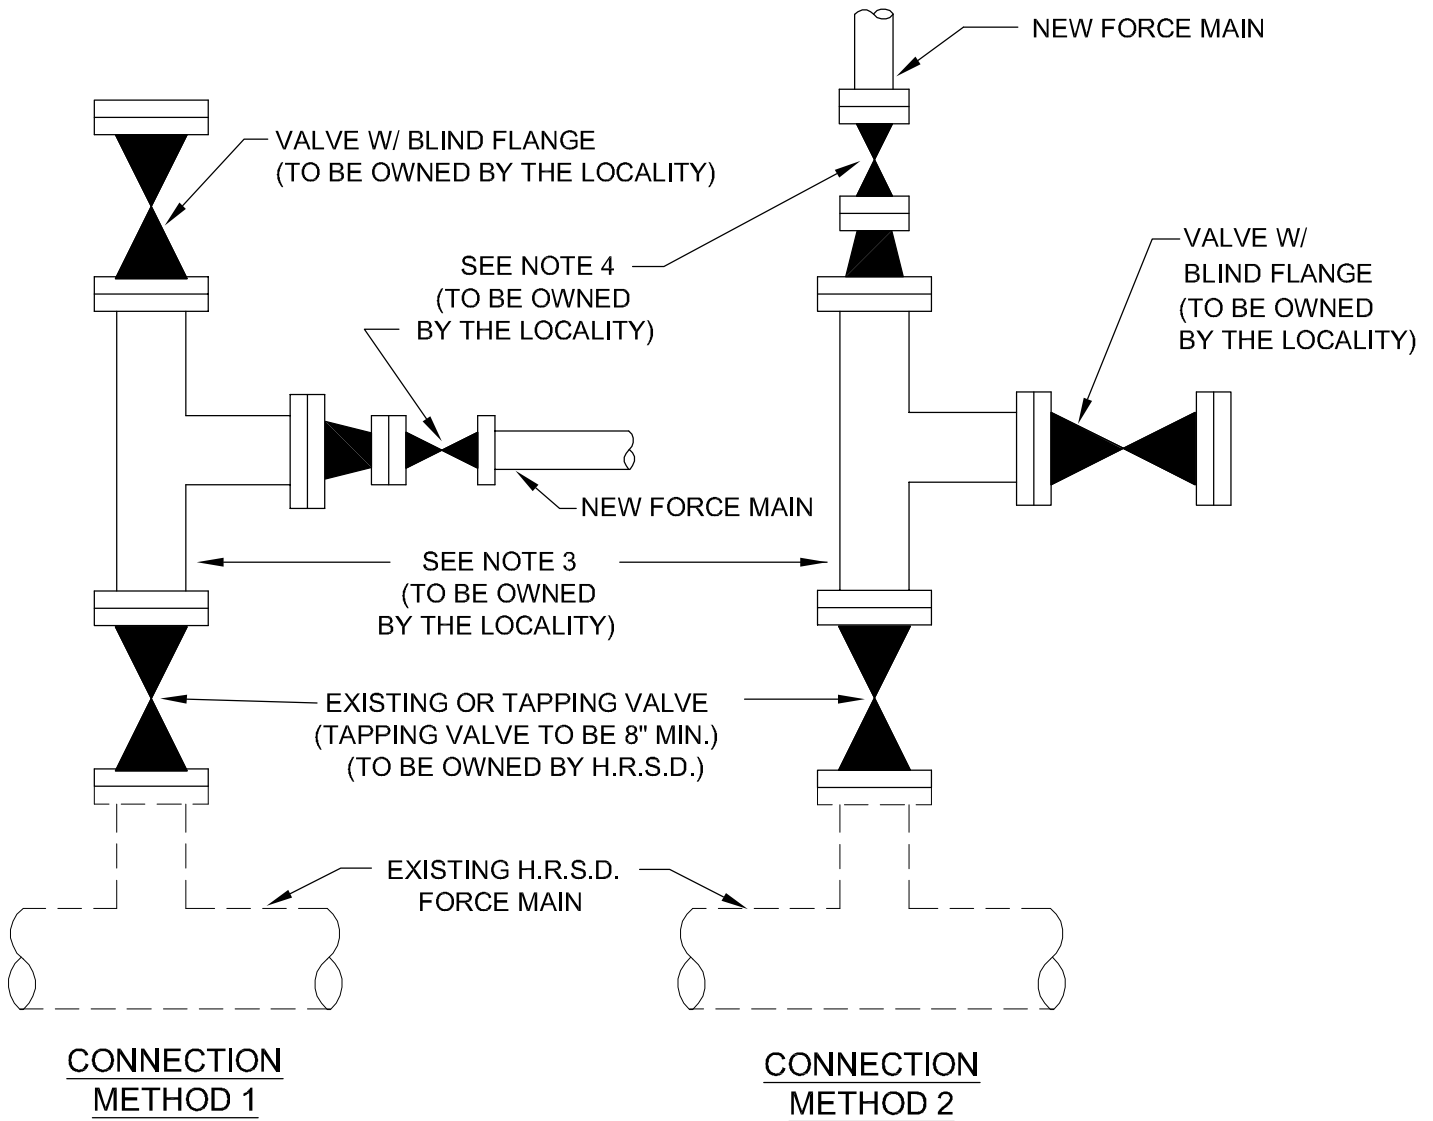 NEW FORCE MAIN
VALVE W/ BLIND FLANGE
(TO BE OWNED BY THE LOCALITY)
SEE NOTE 4
(TO BE OWNED
BY THE LOCALITY)
VALVE W/
BLIND FLANGE
(TO BE OWNED
BY THE LOCALITY)
NEW FORCE MAIN
SEE NOTE 3
(TO BE OWNED
BY THE LOCALITY)
EXISTING OR TAPPING VALVE
(TAPPING VALVE TO BE 8" MIN.)
(TO BE OWNED BY H.R.S.D.)
EXISTING H.R.S.D.
FORCE MAIN
CONNECTION
METHOD 1
CONNECTION
METHOD 2